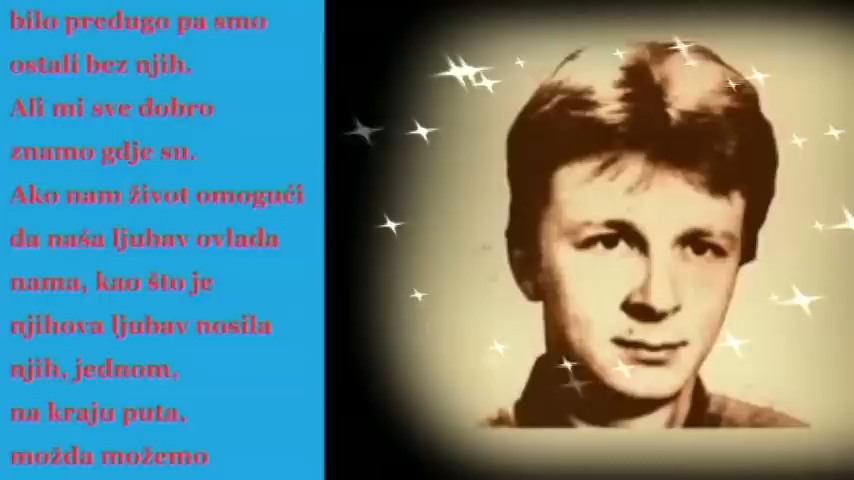 bilo predugo pa smo
ostali bez njih.
Ali mi sve dobro
znamo gdje su.
Ako nam život omogući
da naša ljubav ovlada
nama, kao što je
njihova ljubav nosila
njih, jednom,
na kraju puta,
možda možemo